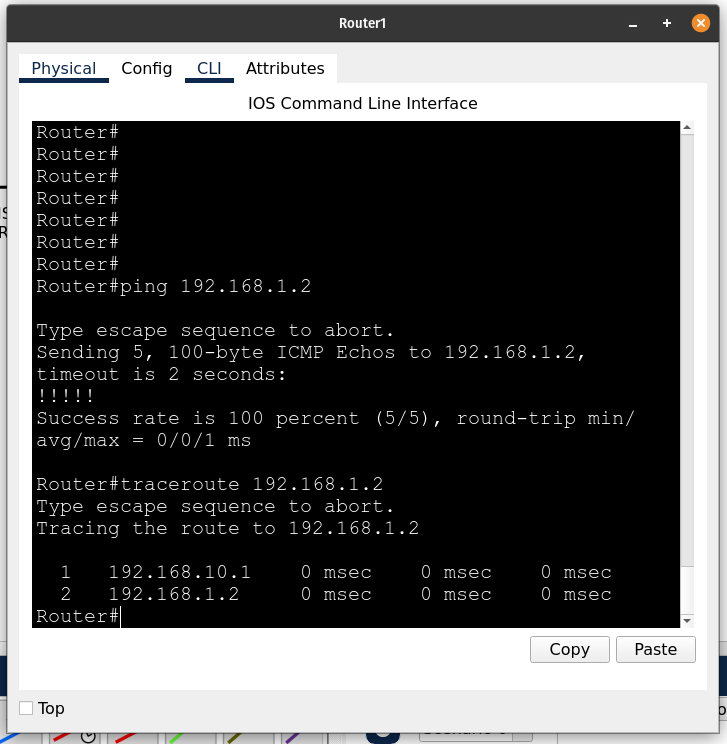 Router1
Physical Config CLI Attributes
IOS Command Line Interface
Router#
Router#
Router#
Router#
Router#
Router#
Router#
Router#ping 192.168.1.2
Type escape sequence to abort.
Sending 5, 100-byte ICMP Echos to 192.168.1.2,
timeout is 2 seconds:
!!!!!
Success rate is 100 percent (5/5), round-trip min/
avg/max = 0/0/1 ms
Router#traceroute 192.168.1.2
Type escape sequence to abort.
Tracing the route to 192.168.1.2
1 192.168.10.1 0 msec 0 msec 0 msec
2 192.168.1.2 0 msec 0 msec 0 msec
Router#
Copy Paste
Top